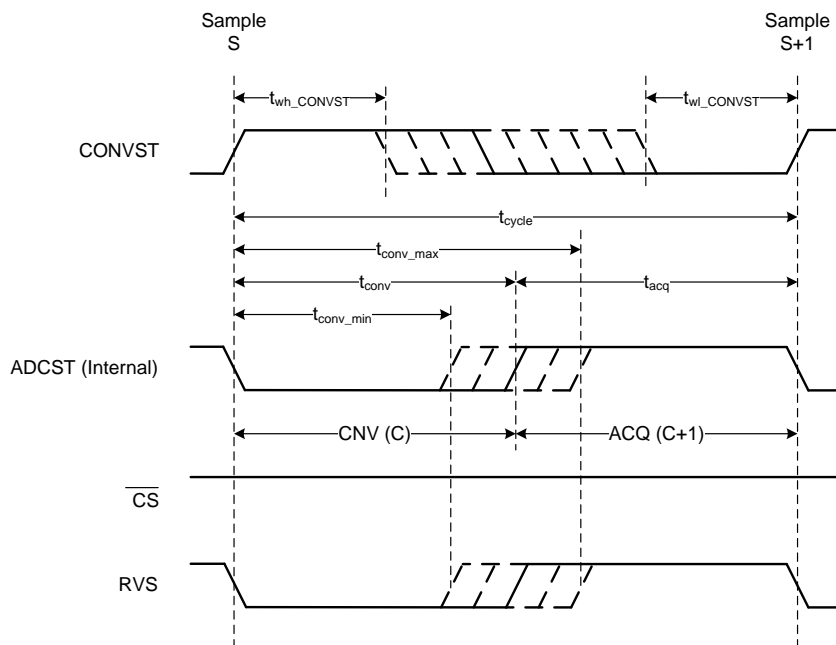 Sample
S
Sample
S+1
t_wh_CONVST
t_wl_CONVST
CONVST
t_cycle
t_conv_max
t_conv
t_acq
t_conv_min
ADCST (Internal)
CNV (C)
ACQ (C+1)
CS
RVS